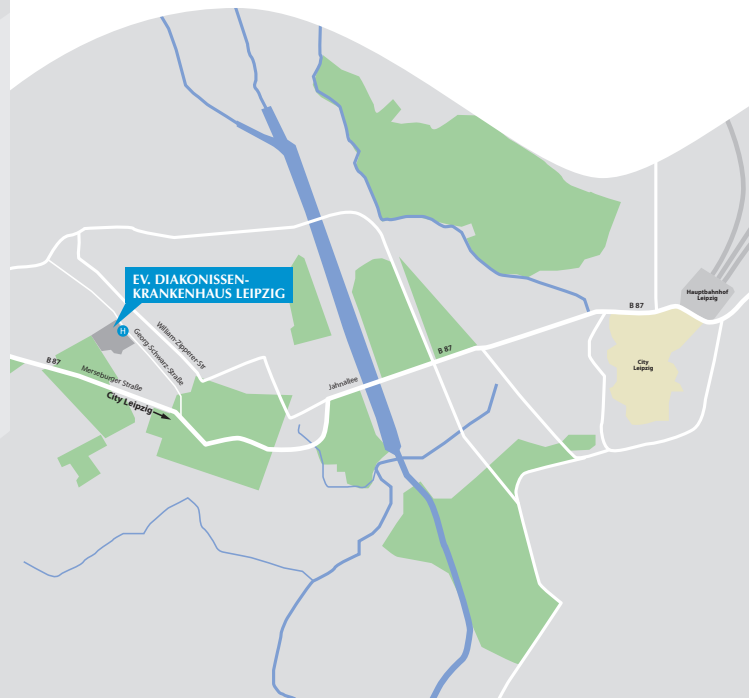 EV. DIAKONISSEN-
KRANKENHAUS LEIPZIG
H
William-Zipperer-Str
Georg-Schwarz-Straße
B 87
Merseburger Straße
City Leipzig
Jahnallee
B 87
B 87
Hauptbahnhof
Leipzig
City
Leipzig